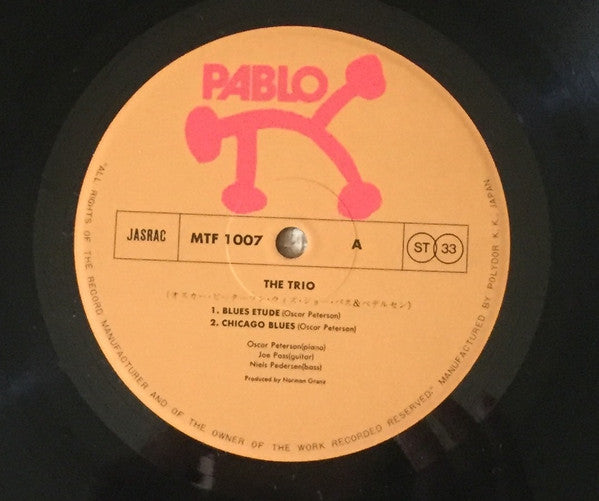 PABLO
JASRAC MTF 1007 A ST 33
THE TRIO
(オスカー・ピーターソン・ウィズ・ジョー・パス&ペデルセン)
1. BLUES ETUDE (Oscar Peterson)
2. CHICAGO BLUES (Oscar Peterson)
Oscar Peterson(piano)
Joe Pass(guitar)
Niels Pedersen(bass)
Produced by Norman Granz
"ALL RIGHTS OF THE RECORD MANUFACTURER AND OF THE OWNER OF THE WORK RECORDED RESERVED." MANUFACTURED BY POLYDOR K.K., JAPAN